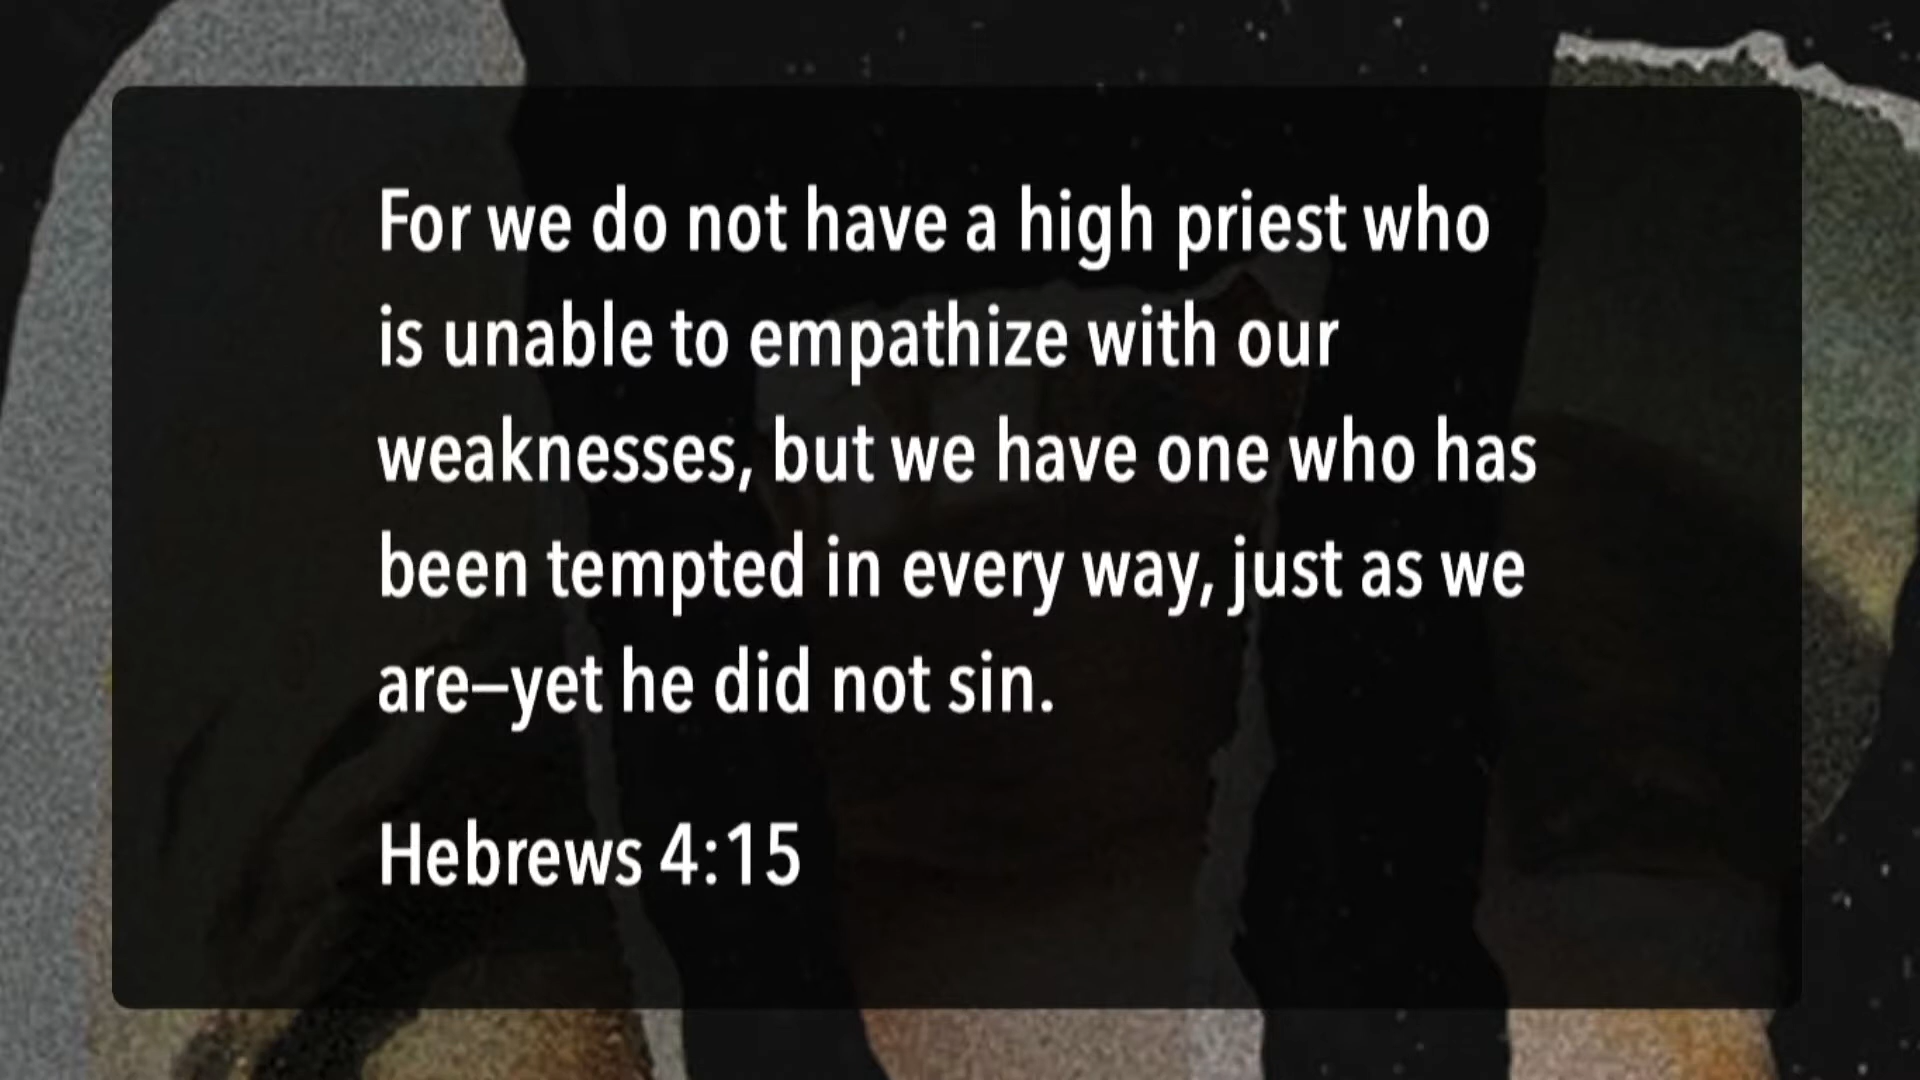 For we do not have a high priest who
is unable to empathize with our
weaknesses, but we have one who has
been tempted in every way, just as we
are—yet he did not sin.
Hebrews 4:15